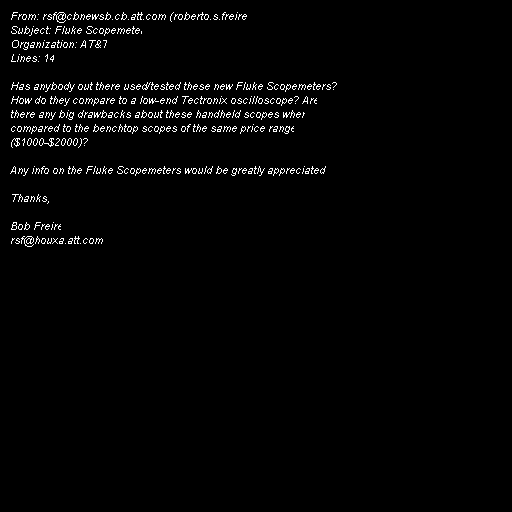 From: rsf@cbnewsb.cb.att.com (roberto.s.freire
Subject: Fluke Scopemeter
Organization: AT&T
Lines: 14
Has anybody out there used/tested these new Fluke Scopemeters?
How do they compare to a low-end Tectronix oscilloscope? Are
there any big drawbacks about these handheld scopes when
compared to the benchtop scopes of the same price range
($1000-$2000)?
Any info on the Fluke Scopemeters would be greatly appreciated
Thanks,
Bob Freire
rsf@houxa.att.com